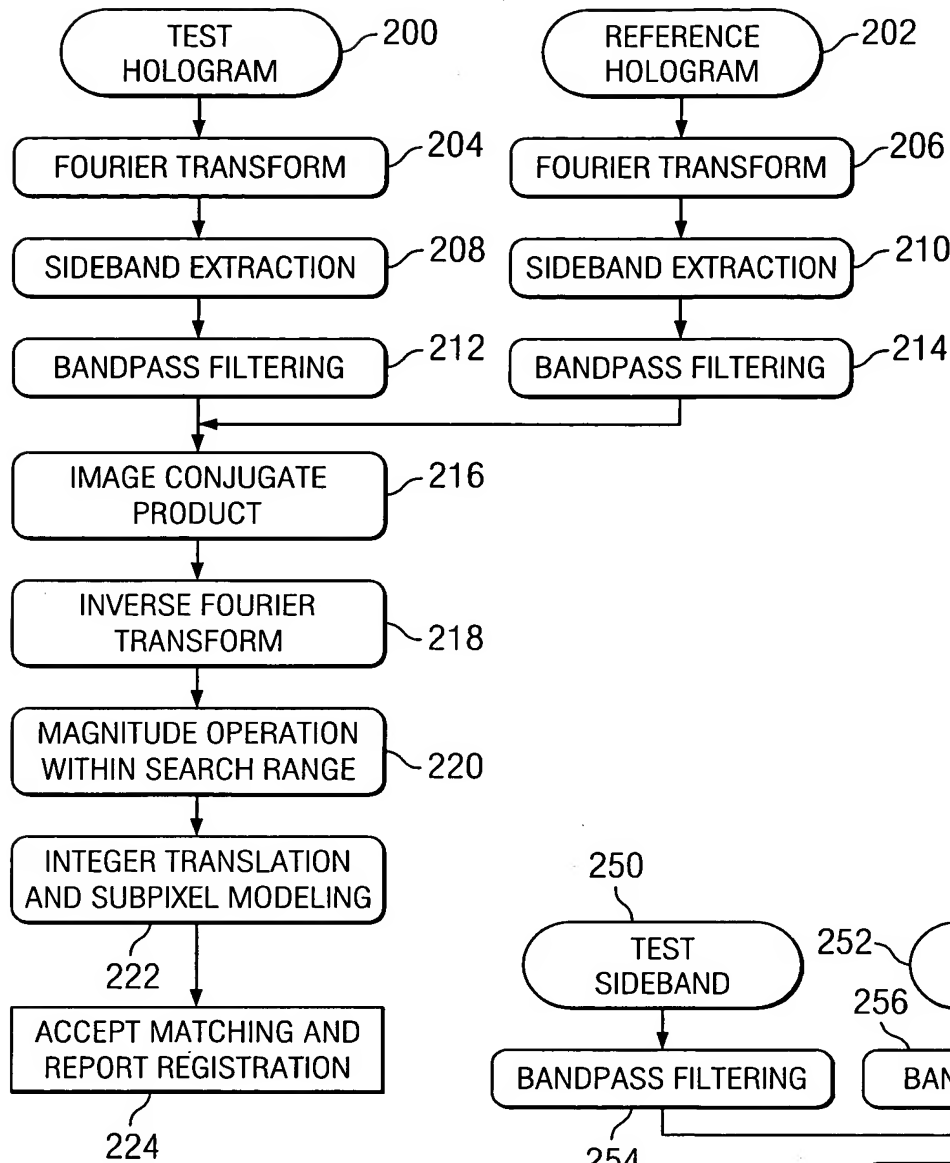 TEST
HOLOGRAM
200
REFERENCE
HOLOGRAM
202
FOURIER TRANSFORM
204
FOURIER TRANSFORM
206
SIDEBAND EXTRACTION
208
SIDEBAND EXTRACTION
210
BANDPASS FILTERING
212
BANDPASS FILTERING
214
IMAGE CONJUGATE
PRODUCT
216
INVERSE FOURIER
TRANSFORM
218
MAGNITUDE OPERATION
WITHIN SEARCH RANGE
220
INTEGER TRANSLATION
AND SUBPIXEL MODELING
222
ACCEPT MATCHING AND
REPORT REGISTRATION
224
250
TEST
SIDEBAND
252
256
BANDPASS FILTERING
254
BAN